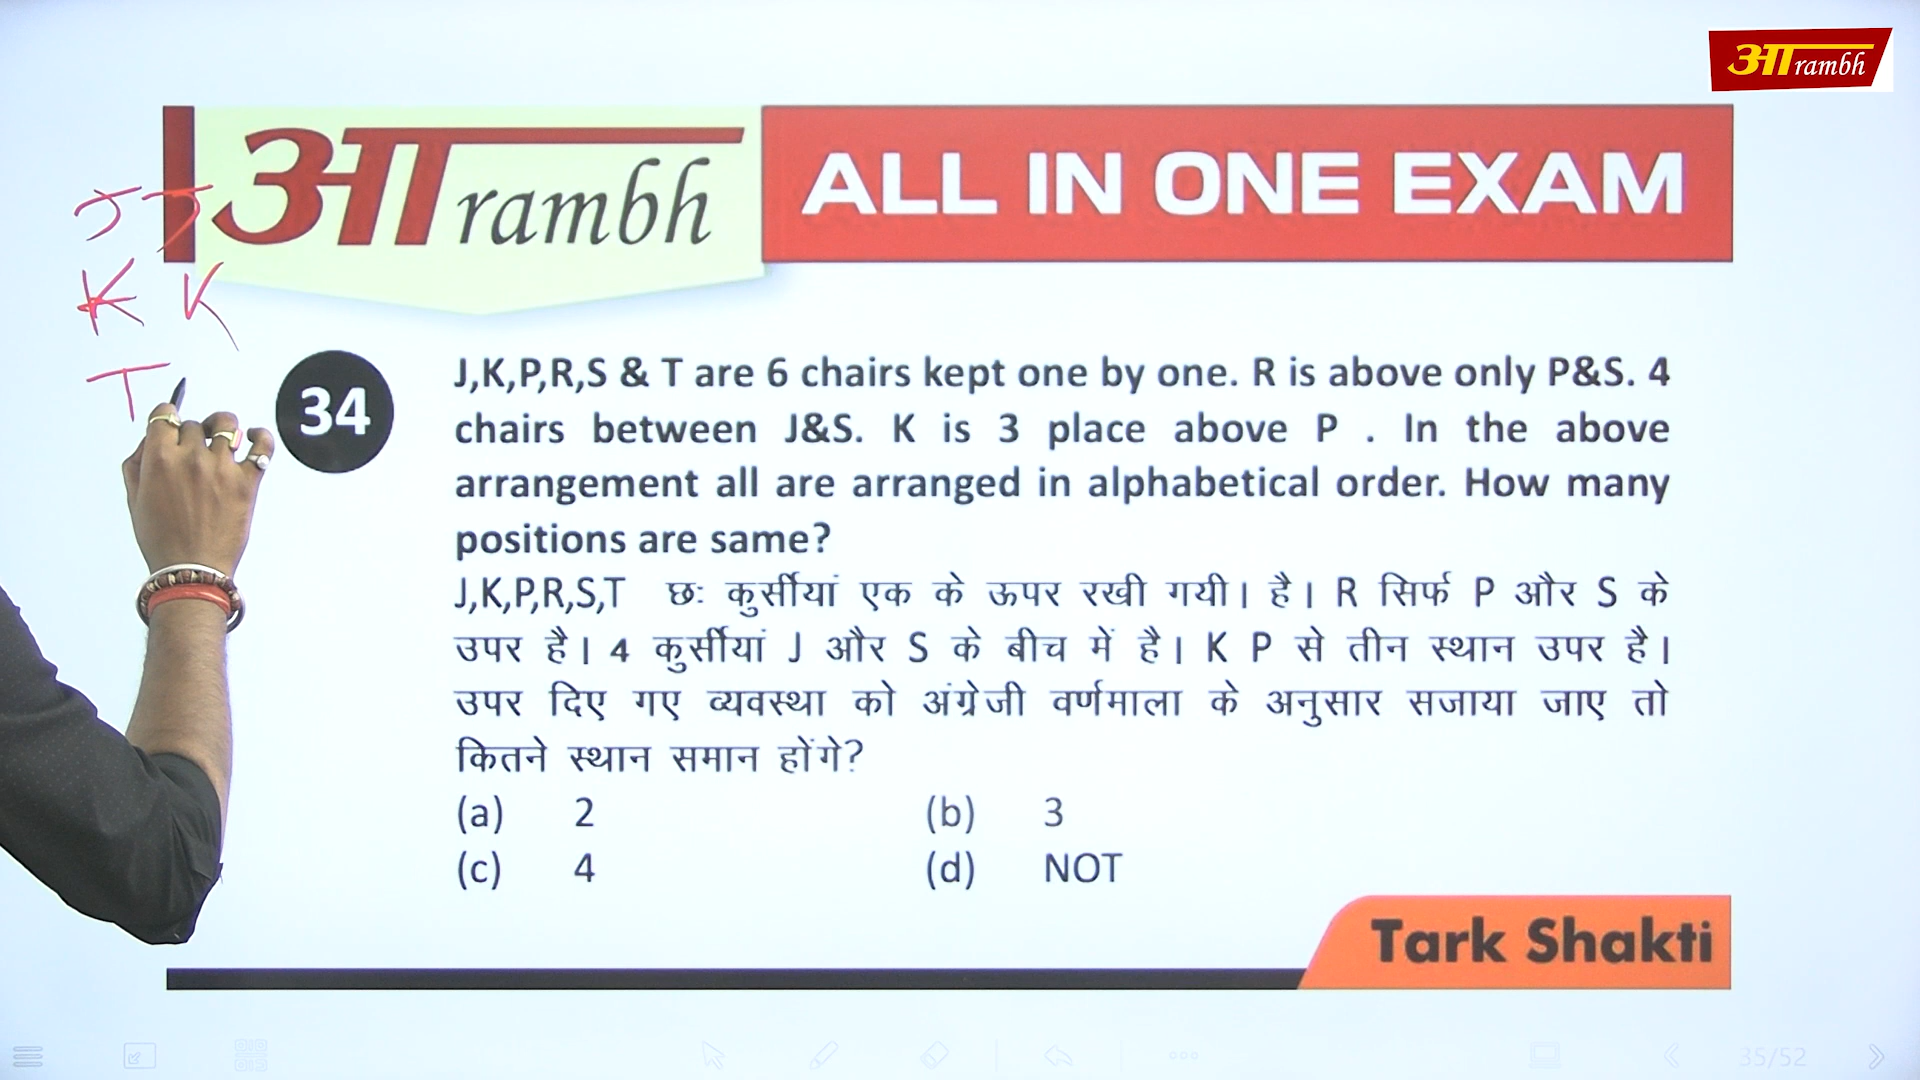 आrambh
आrambh ALL IN ONE EXAM
J J
K K
T
34
J,K,P,R,S & T are 6 chairs kept one by one. R is above only P&S. 4
chairs between J&S. K is 3 place above P . In the above
arrangement all are arranged in alphabetical order. How many
positions are same?
J,K,P,R,S,T छः कुर्सीयां एक के ऊपर रखी गयी। है। R सिर्फ P और S के
उपर है। 4 कुर्सीयां J और S के बीच में है। K P से तीन स्थान उपर है।
उपर दिए गए व्यवस्था को अंग्रेजी वर्णमाला के अनुसार सजाया जाए तो
कितने स्थान समान होंगे?
(a) 2 (b) 3
(c) 4 (d) NOT
Tark Shakti
35/52